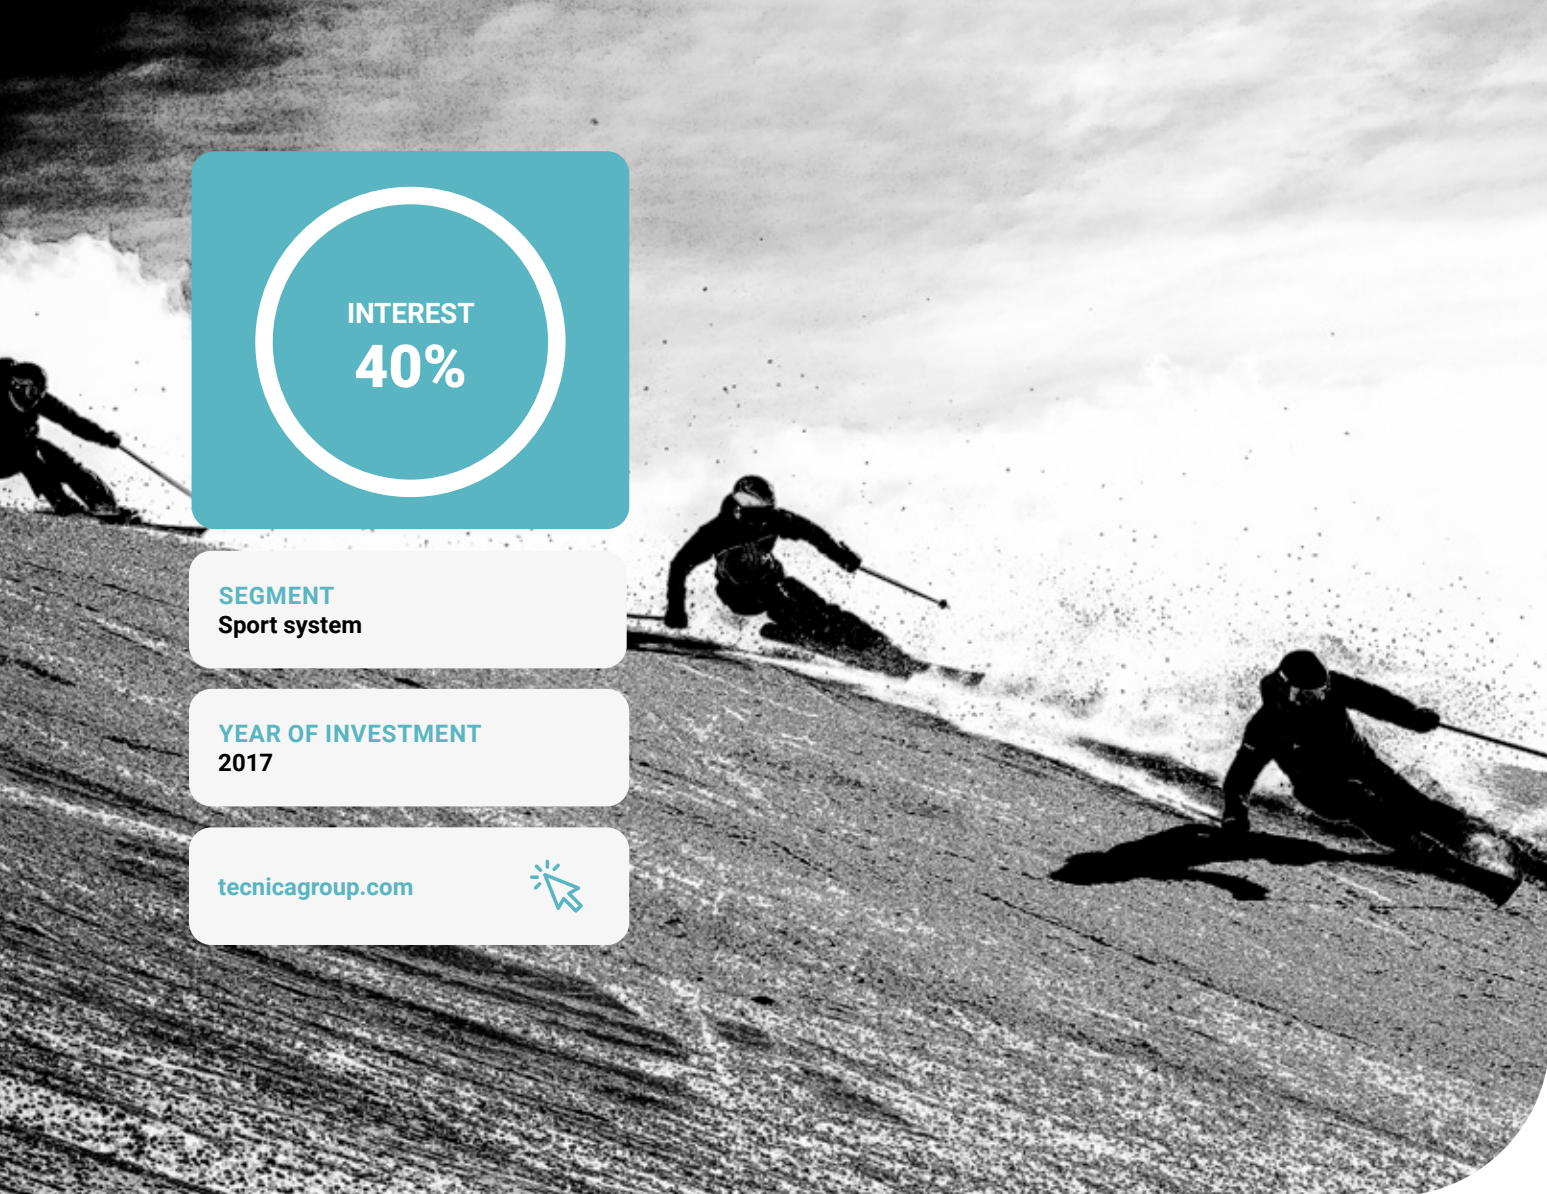 INTEREST
40%
SEGMENT
Sport system
YEAR OF INVESTMENT
2017
tecnicagroup.com